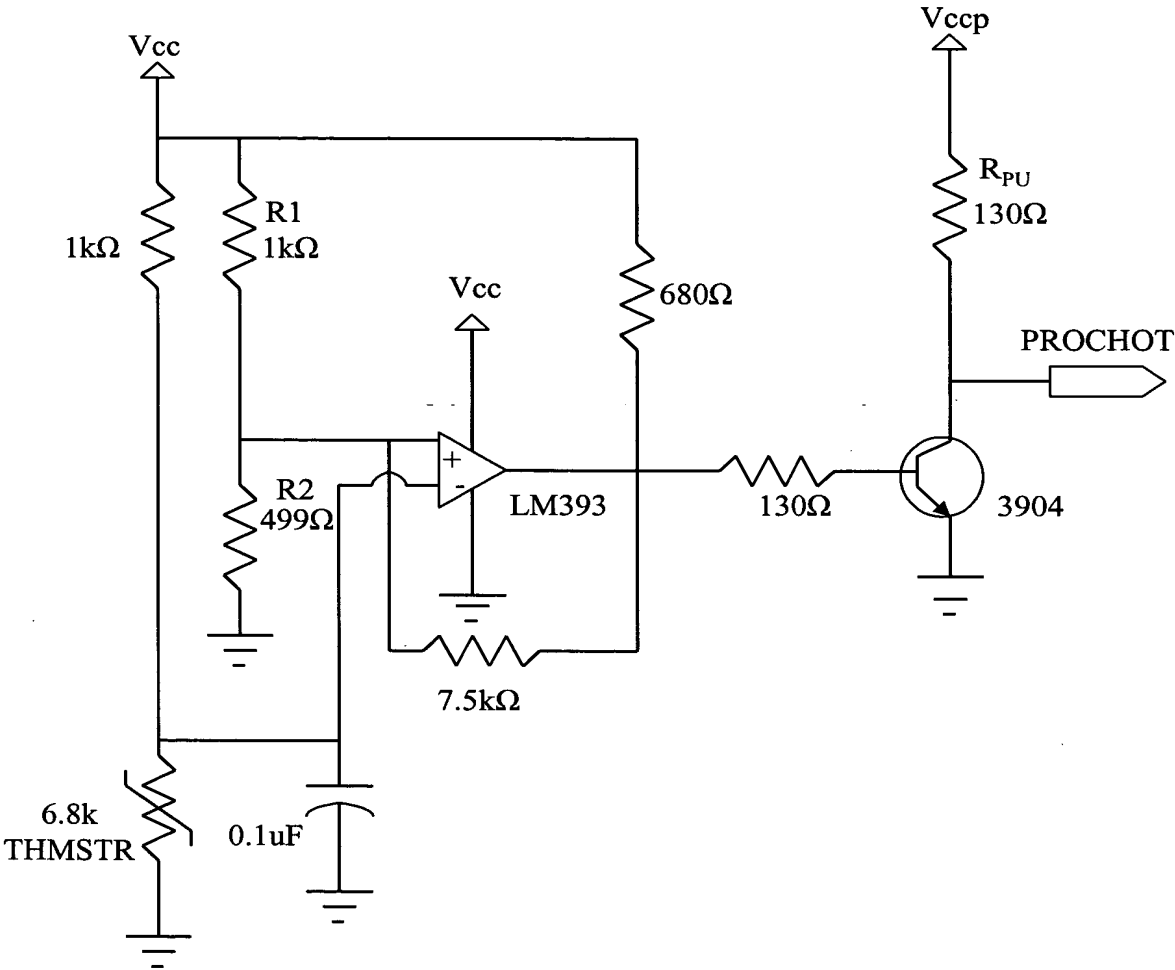 Vccp
Vcc
R_PU
130Ω
R1
1kΩ
1kΩ
Vcc
680Ω
PROCHOT
+
-
R2
499Ω
LM393
130Ω
3904
7.5kΩ
6.8k
THMSTR
0.1uF